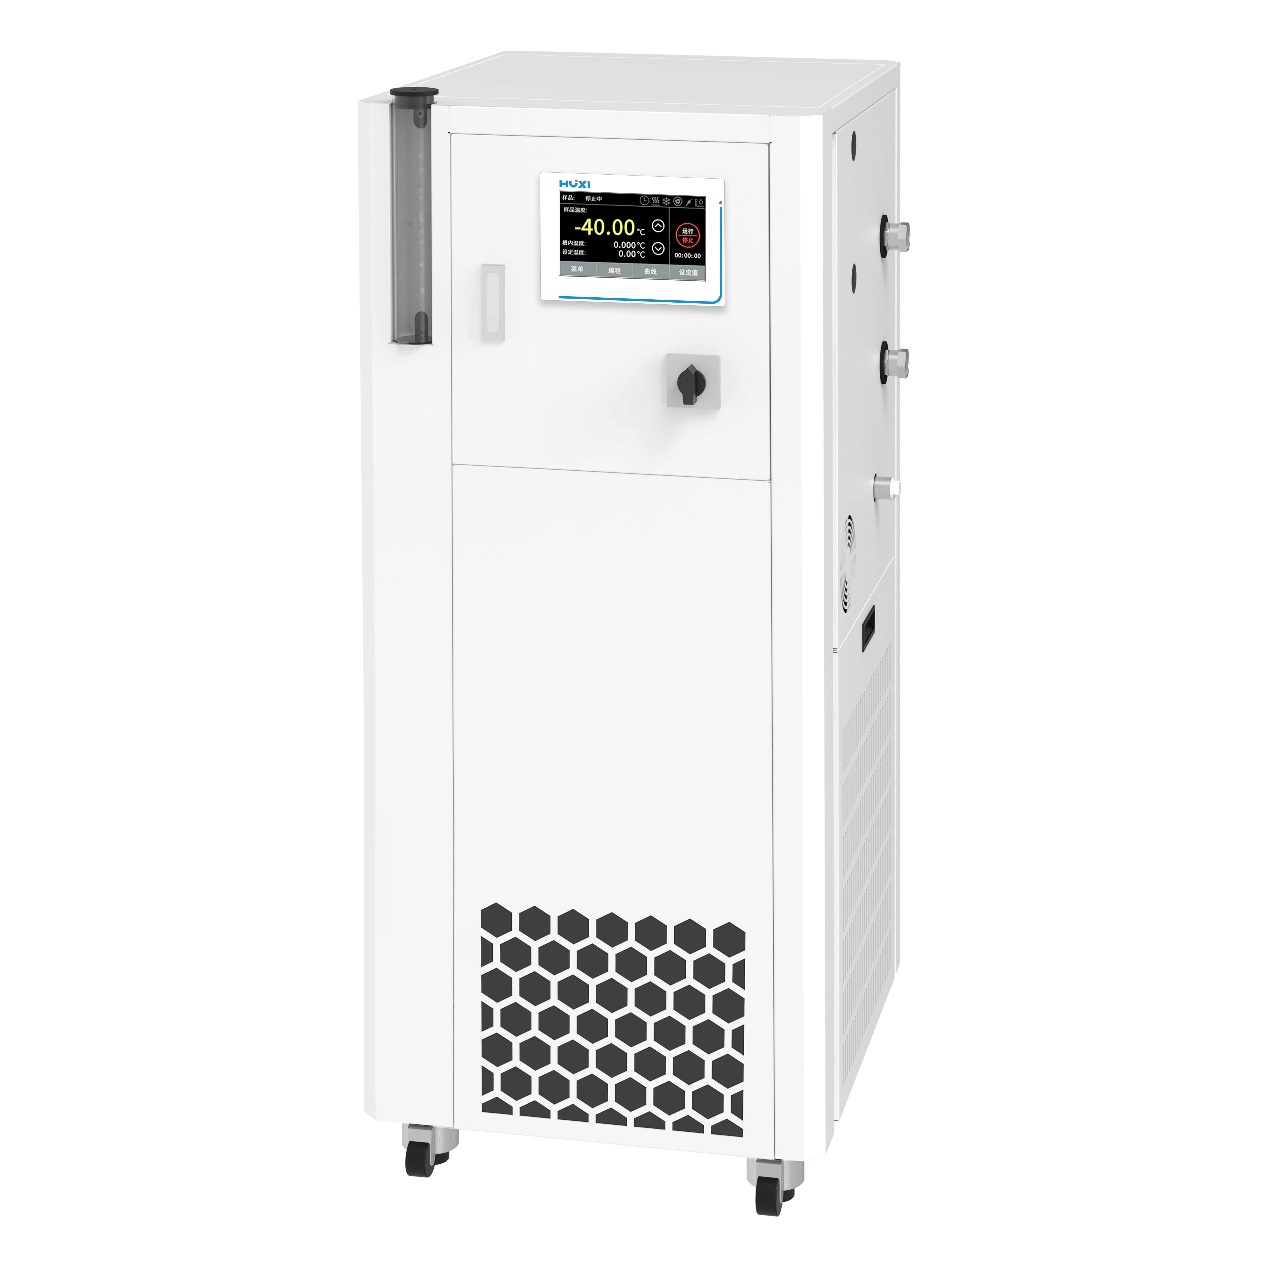 HUXI
样品: 停止中
样品温度:
-40.00 ℃
运行
停止
槽内温度: 0.000℃
设定温度: 0.00℃
00:00:00
菜单 编程 曲线 设定值